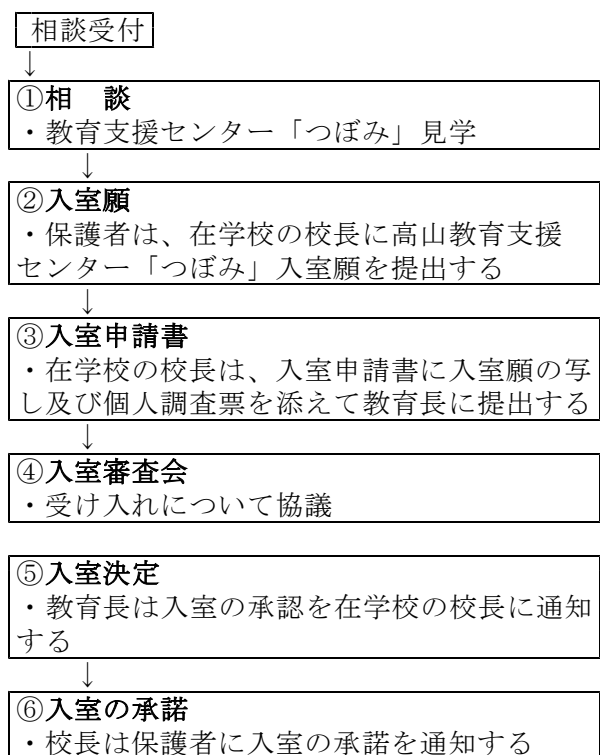 相談受付
↓
①相　談
・教育支援センター「つぼみ」見学
↓
②入室願
・保護者は、在学校の校長に高山教育支援
センター「つぼみ」入室願を提出する
↓
③入室申請書
・在学校の校長は、入室申請書に入室願の写
し及び個人調査票を添えて教育長に提出する
↓
④入室審査会
・受け入れについて協議
⑤入室決定
・教育長は入室の承認を在学校の校長に通知
する
↓
⑥入室の承諾
・校長は保護者に入室の承諾を通知する